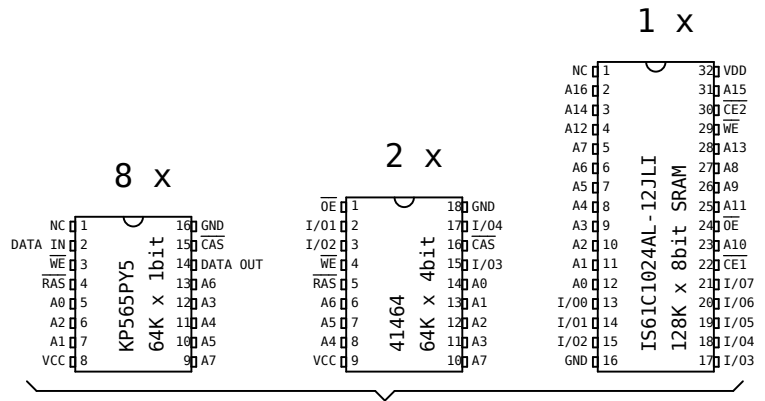 8 x
NC 1 16 GND
DATA IN 2 15 CAS
WE 3 14 DATA OUT
RAS 4 13 A6
A0 5 12 A3
A2 6 11 A4
A1 7 10 A5
VCC 8 9 A7
KP565PY5
64K x 1bit
2 x
OE 1 18 GND
I/O1 2 17 I/O4
I/O2 3 16 CAS
WE 4 15 I/O3
RAS 5 14 A0
A6 6 13 A1
A5 7 12 A2
A4 8 11 A3
VCC 9 10 A7
41464
64K x 4bit
1 x
NC 1 32 VDD
A16 2 31 A15
A14 3 30 CE2
A12 4 29 WE
A7 5 28 A13
A6 6 27 A8
A5 7 26 A9
A4 8 25 A11
A3 9 24 OE
A2 10 23 A10
A1 11 22 CE1
A0 12 21 I/O7
I/O0 13 20 I/O6
I/O1 14 19 I/O5
I/O2 15 18 I/O4
GND 16 17 I/O3
IS61C1024AL-12JLI
128K x 8bit SRAM